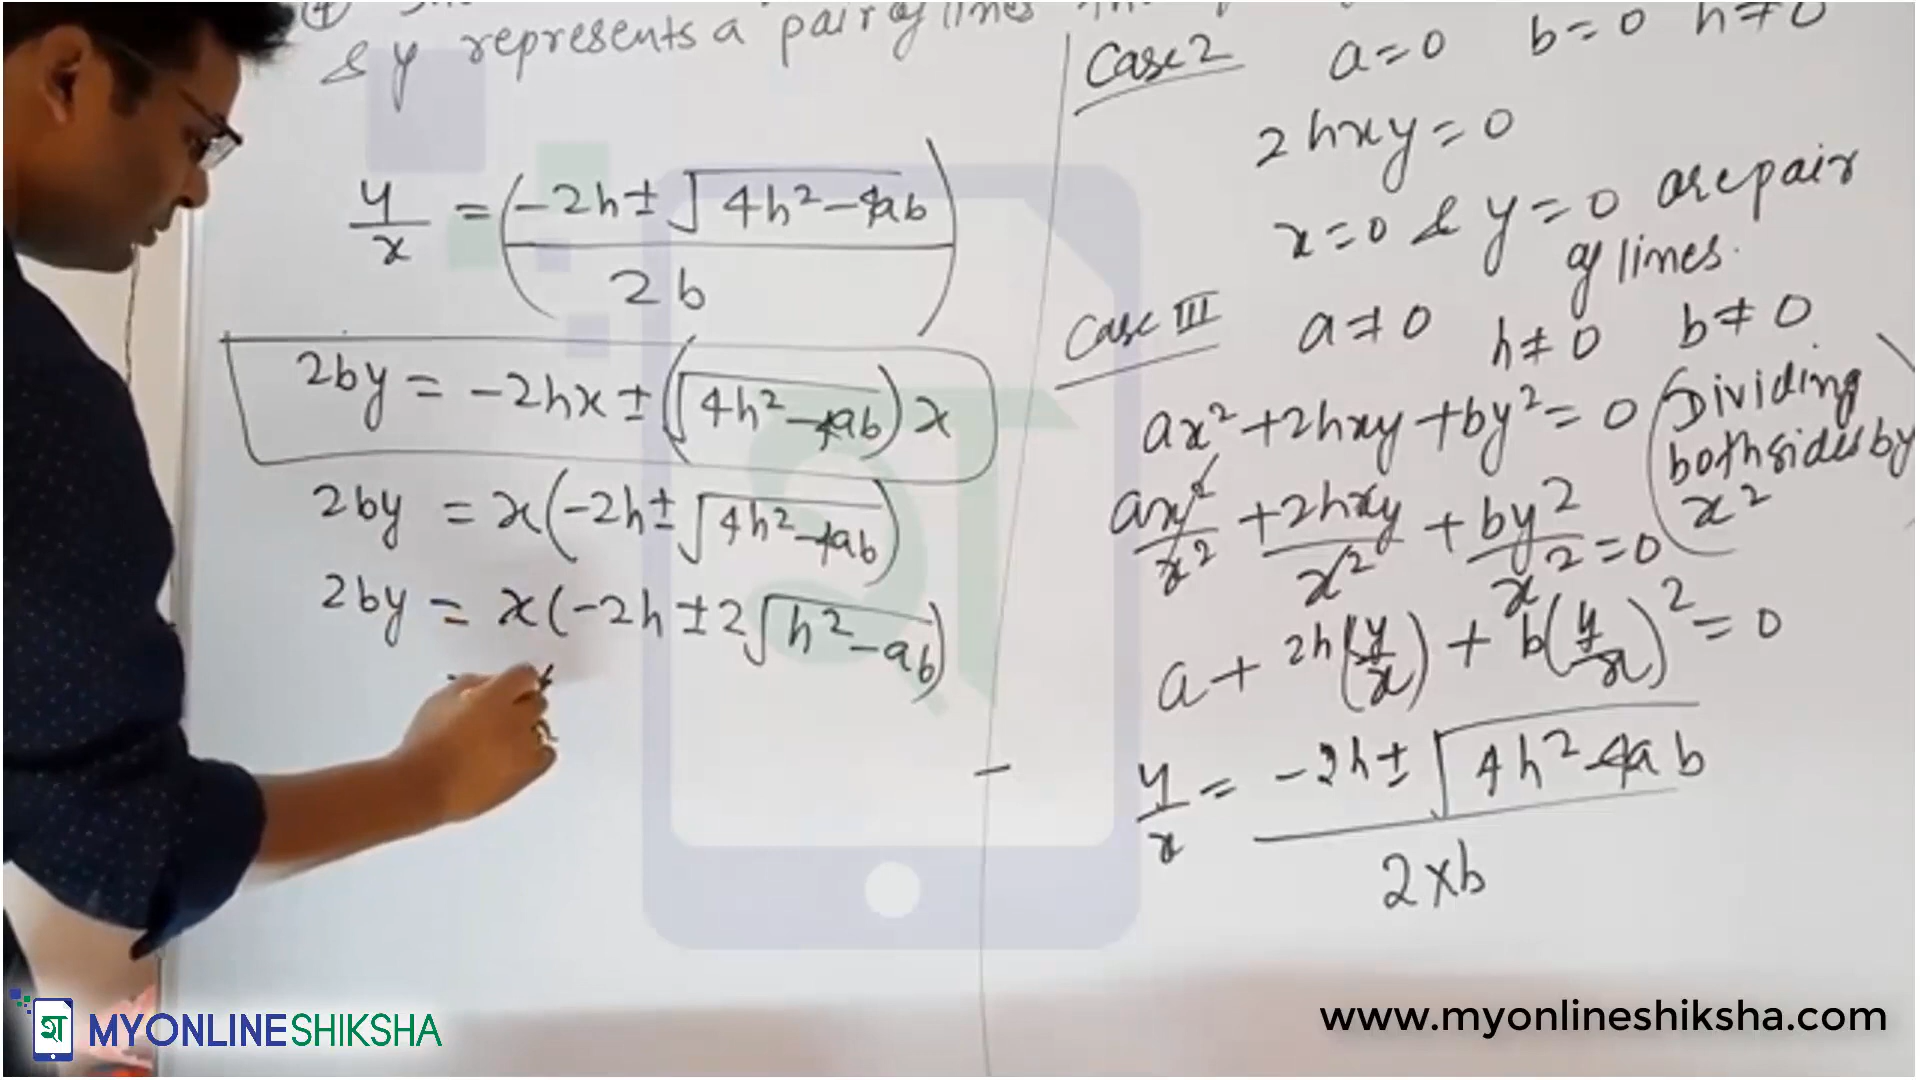 & y represents a pair of lines
y/x = (-2h ± √4h² - 4ab / 2b)
2by = -2hx ± (√4h² - 4ab) x
2by = x(-2h ± √4h² - 4ab)
2by = x(-2h ± 2√h² - ab)
Case 2 a = 0 b = 0 h ≠ 0
2hxy = 0
x = 0 & y = 0 are pair
of lines.
Case III a ≠ 0 h ≠ 0 b ≠ 0
ax² + 2hxy + by² = 0 (Dividing
both sides by
x²)
ax²/x² + 2hxy/x² + by²/x² = 0
a + 2h(y/x) + b(y/x)² = 0
y/x = -2h ± √4h² - 4ab / 2×b
श MYONLINESHIKSHA
www.myonlineshiksha.com